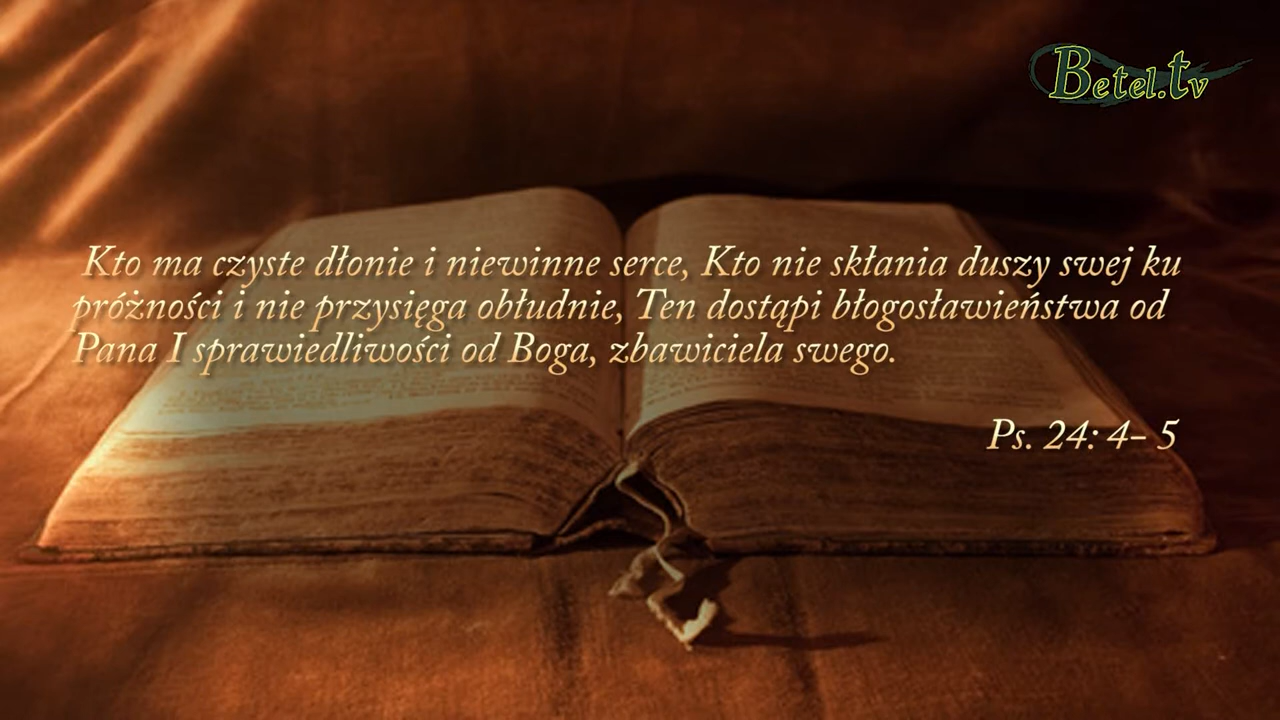 Betel.tv
Kto ma czyste dłonie i niewinne serce, Kto nie skłania duszy swej ku
próżności i nie przysięga obłudnie, Ten dostąpi błogosławieństwa od
Pana I sprawiedliwości od Boga, zbawiciela swego.
Ps. 24: 4- 5